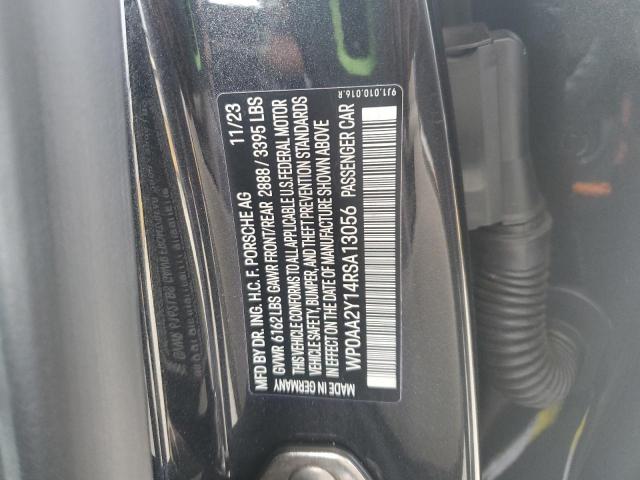 MFD BY DR. ING. H.C. F. PORSCHE AG 11/23
GVWR 6162 LBS GAWR FRONT/REAR 2888 / 3395 LBS
THIS VEHICLE CONFORMS TO ALL APPLICABLE U.S. FEDERAL MOTOR
VEHICLE SAFETY, BUMPER, AND THEFT PREVENTION STANDARDS
IN EFFECT ON THE DATE OF MANUFACTURE SHOWN ABOVE
WP0AA2Y14RSA13056 PASSENGER CAR
MADE IN GERMANY
9J1.010.016.R